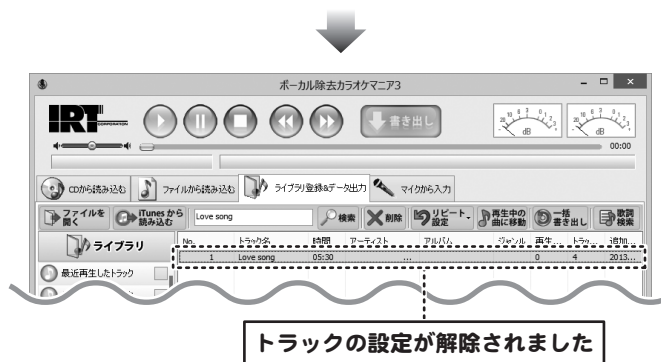 ボーカル除去カラオケマニア3
IRT
CORPORATION
書き出し
dB
dB
00:00
CDから読み込む
ファイルから読み込む
ライブラリ登録&データ出力
マイクから入力
ファイルを開く
iTunes から読み込む
Love song
検索
削除
リピート設定
再生中の曲に移動
一括書き出し
歌詞検索
ライブラリ
No. トラック名 時間 アーティスト アルバム ジャンル 再生... トラッ... 追加...
1 Love song 05:30 ... 0 4 2013...
最近再生したトラック
トラックの設定が解除されました